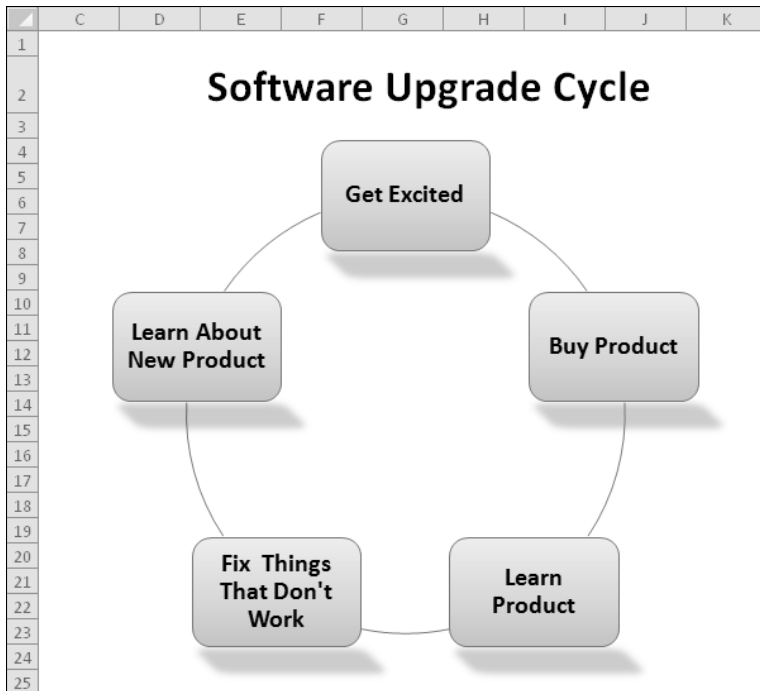 C D E F G H I J K
1
2
3
4
5
6
7
8
9
10
11
12
13
14
15
16
17
18
19
20
21
22
23
24
25
Software Upgrade Cycle
Get Excited
Buy Product
Learn
Product
Fix  Things
That Don't
Work
Learn About
New Product